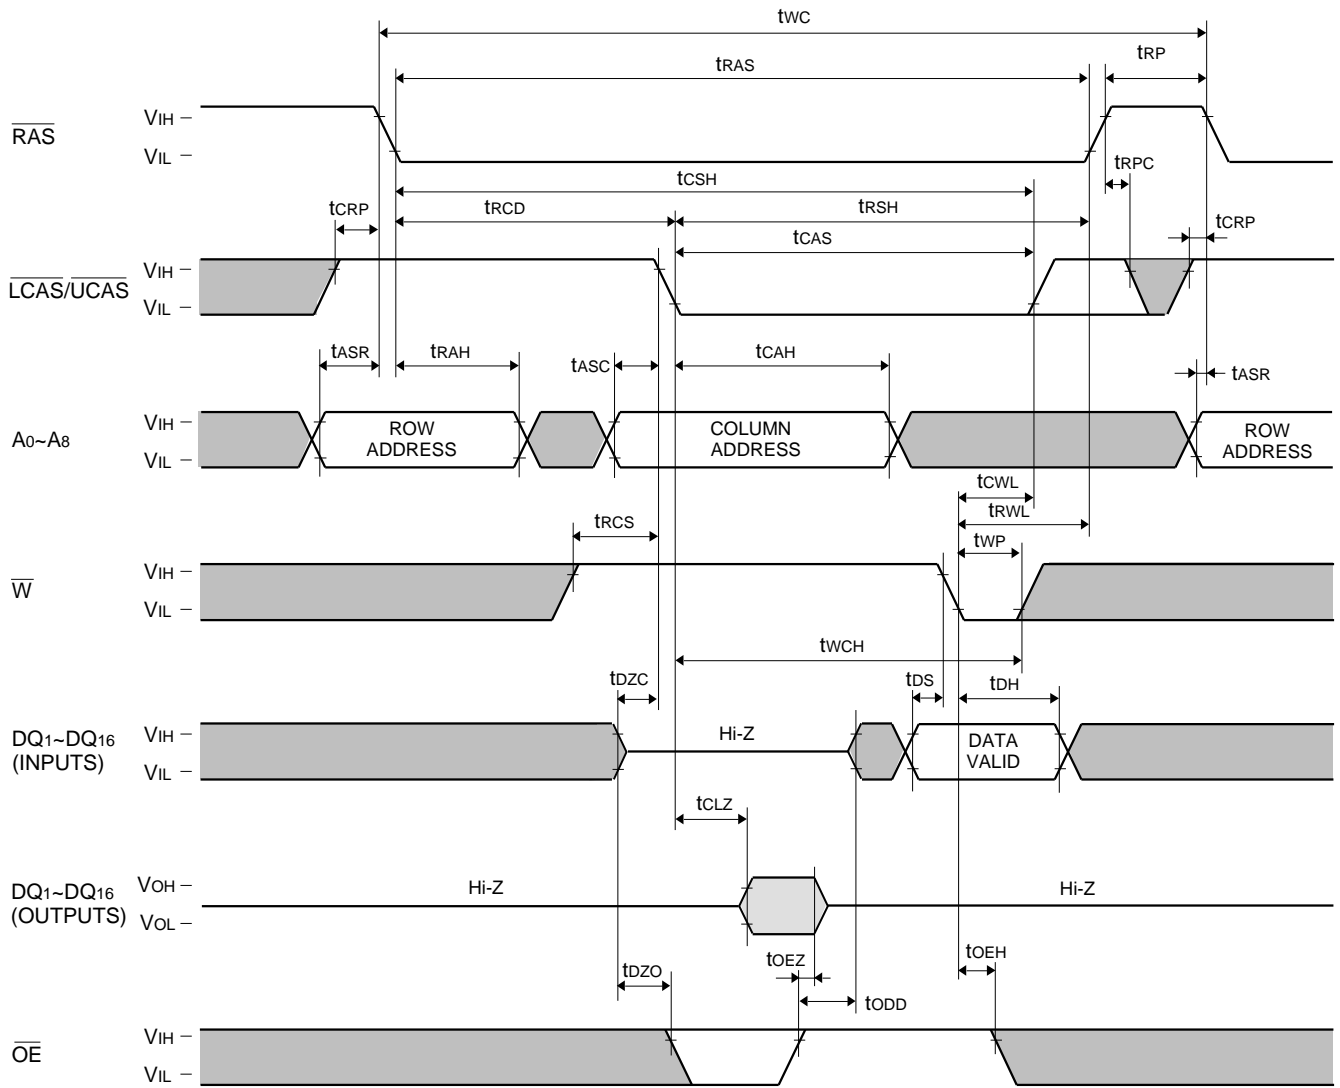 tWC
tRAS
tRP
RAS
VIH
VIL
tCSH
tRPC
tCRP
tRCD
tRSH
tCRP
tCAS
LCAS/UCAS
VIH
VIL
tASR
tRAH
tASC
tCAH
tASR
A0~A8
VIH
VIL
ROW
ADDRESS
COLUMN
ADDRESS
ROW
ADDRESS
tCWL
tRWL
tRCS
tWP
W
VIH
VIL
tWCH
tDZC
tDS
tDH
DQ1~DQ16
(INPUTS)
VIH
VIL
Hi-Z
DATA
VALID
tCLZ
DQ1~DQ16
(OUTPUTS)
VOH
VOL
Hi-Z
Hi-Z
tDZO
tOEZ
tOEH
tODD
OE
VIH
VIL